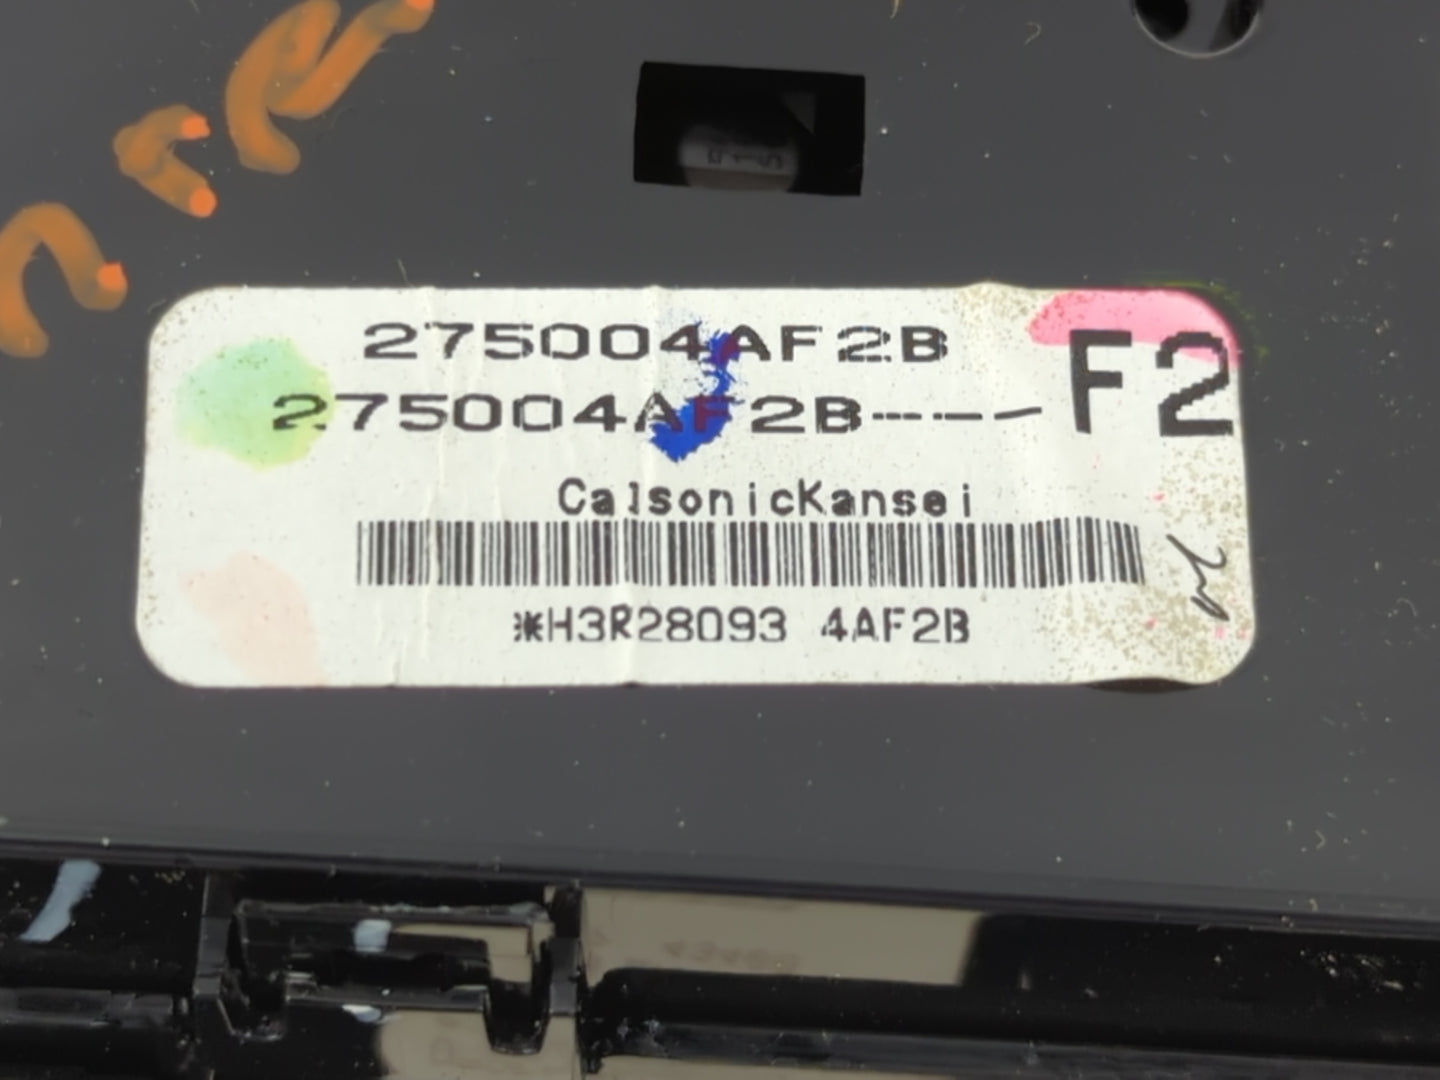 275004AF2B
275004AF2B-----
F2
CalsonicKansei
*H3R28093 4AF2B